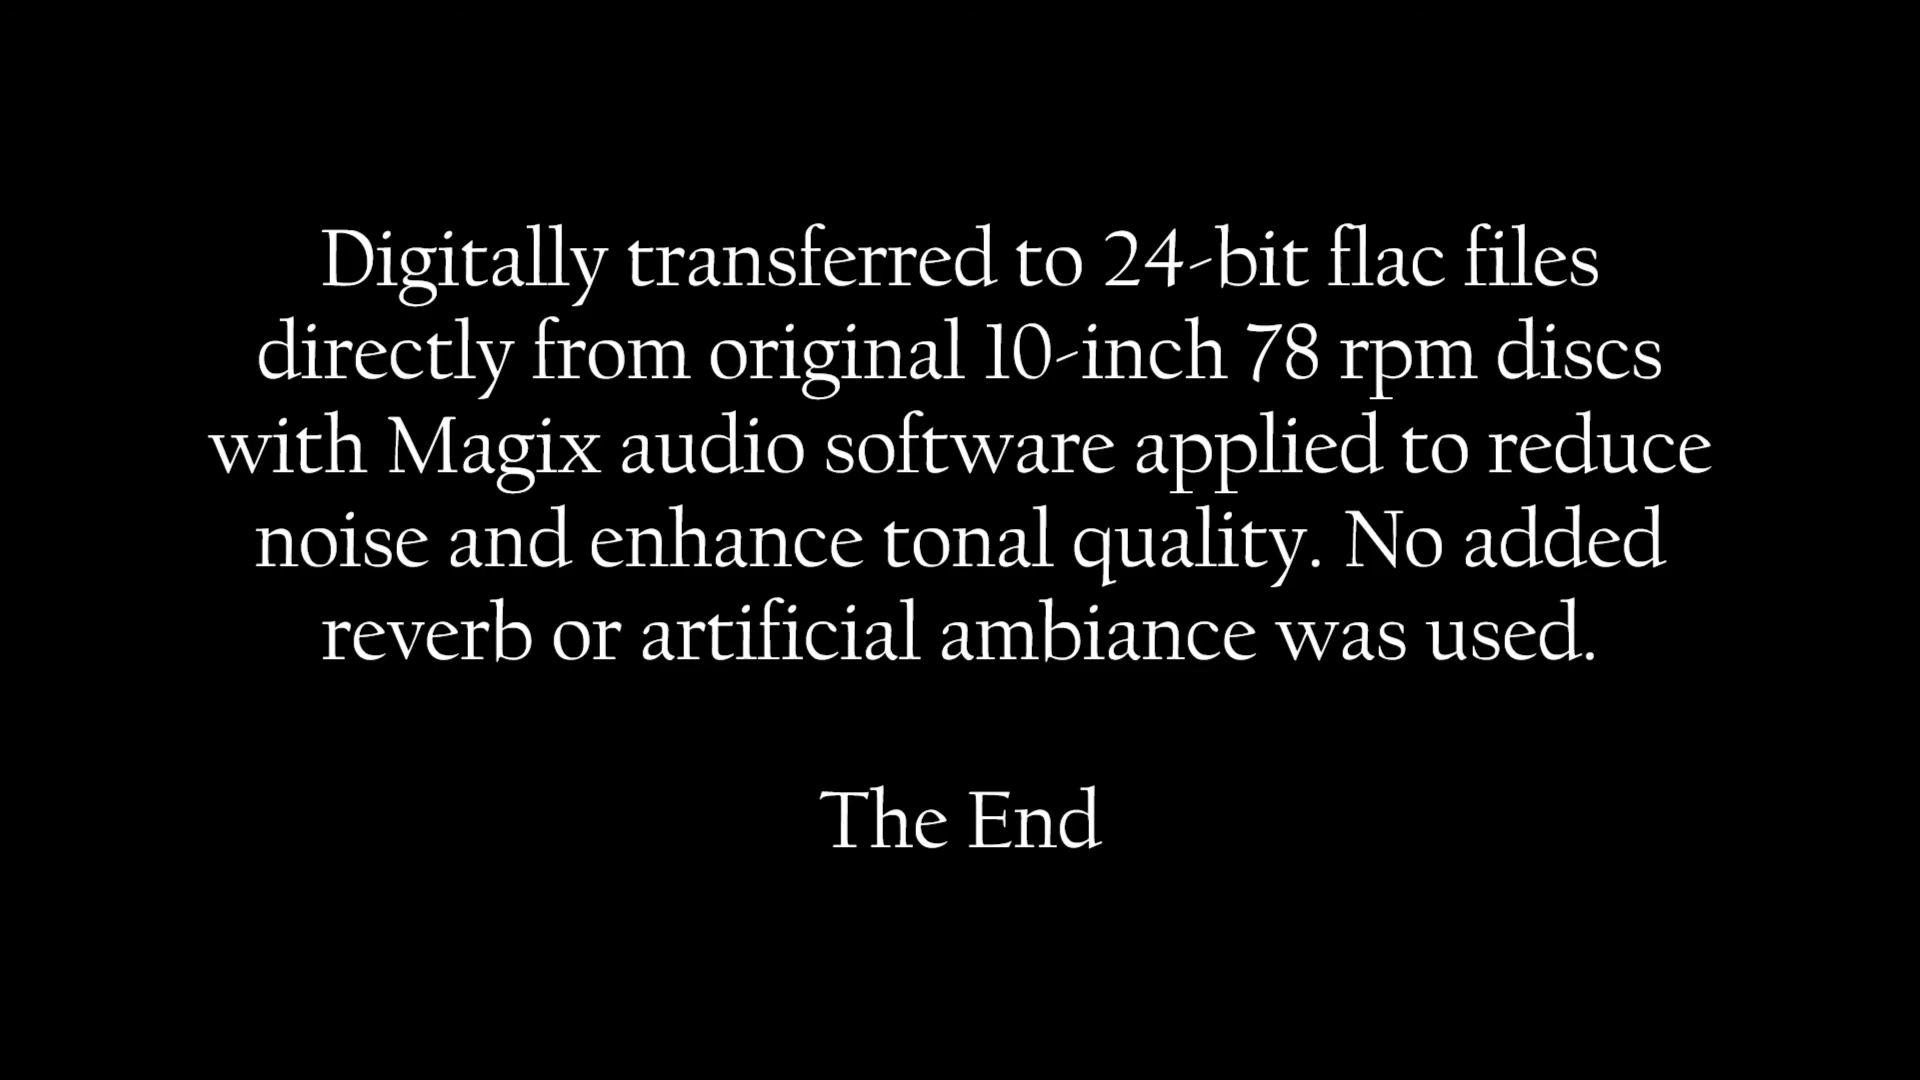 Digitally transferred to 24-bit flac files
directly from original 10-inch 78 rpm discs
with Magix audio software applied to reduce
noise and enhance tonal quality. No added
reverb or artificial ambiance was used.
The End